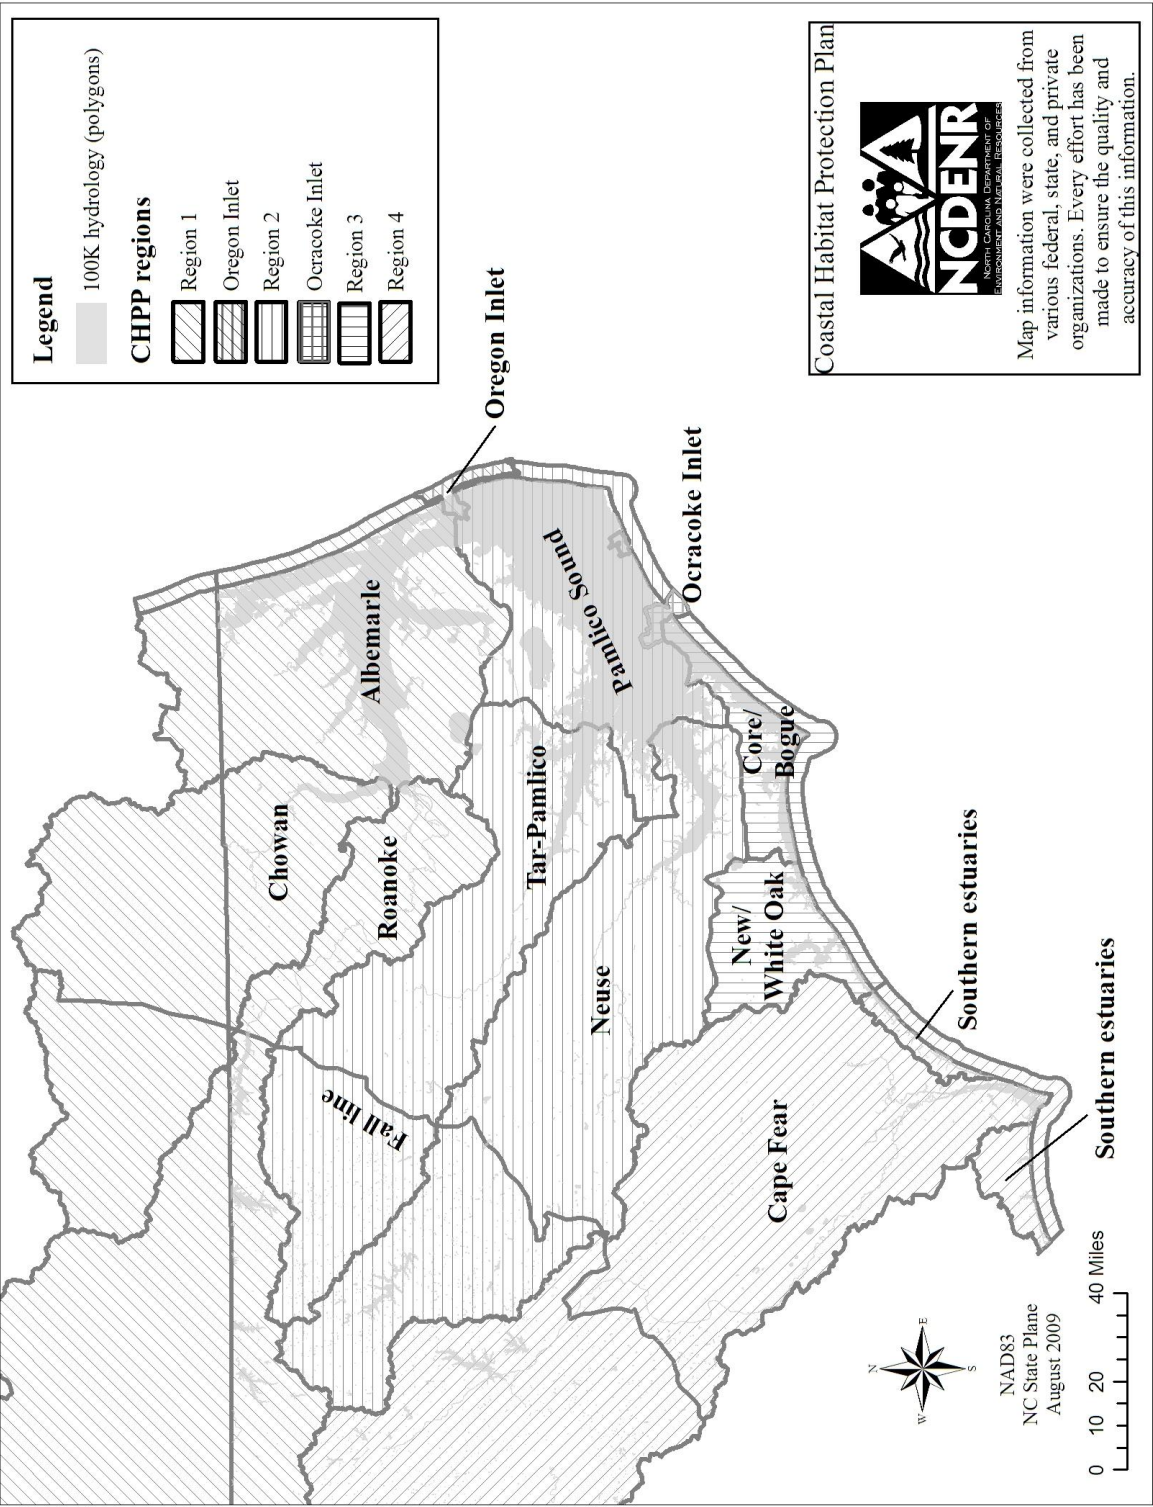 Legend
100K hydrology (polygons)
CHPP regions
Region 1
Oregon Inlet
Region 2
Ocracoke Inlet
Region 3
Region 4
Chowan
Roanoke
Albemarle
Oregon Inlet
Fall line
Tar-Pamlico
Pamlico Sound
Neuse
Ocracoke Inlet
Core/
Bogue
New/
White Oak
Cape Fear
Southern estuaries
Southern estuaries
N
W
E
S
NAD83
NC State Plane
August 2009
0 10 20 40 Miles
Coastal Habitat Protection Plan
NCDENR
North Carolina Department of
Environment and Natural Resources
Map information were collected from
various federal, state, and private
organizations. Every effort has been
made to ensure the quality and
accuracy of this information.